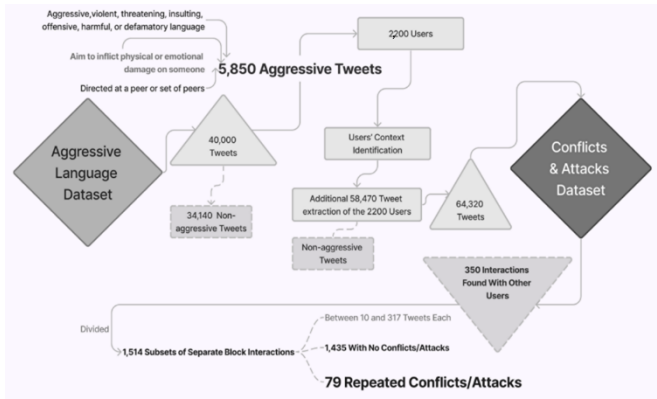 Aggressive,violent, threatening, insulting,
offensive, harmful, or defamatory language
Aim to inflict physical or emotional
damage on someone
Directed at a peer or set of peers
5,850 Aggressive Tweets
2200 Users
Aggressive
Language
Dataset
40,000
Tweets
34,140 Non-
aggressive Tweets
Users' Context
Identification
Additional 58,470 Tweet
extraction of the 2200 Users
Non-aggressive
Tweets
64,320
Tweets
Conflicts
& Attacks
Dataset
350 Interactions
Found With Other
Users
Divided
1,514 Subsets of Separate Block Interactions
Between 10 and 317 Tweets Each
1,435 With No Conflicts/Attacks
79 Repeated Conflicts/Attacks